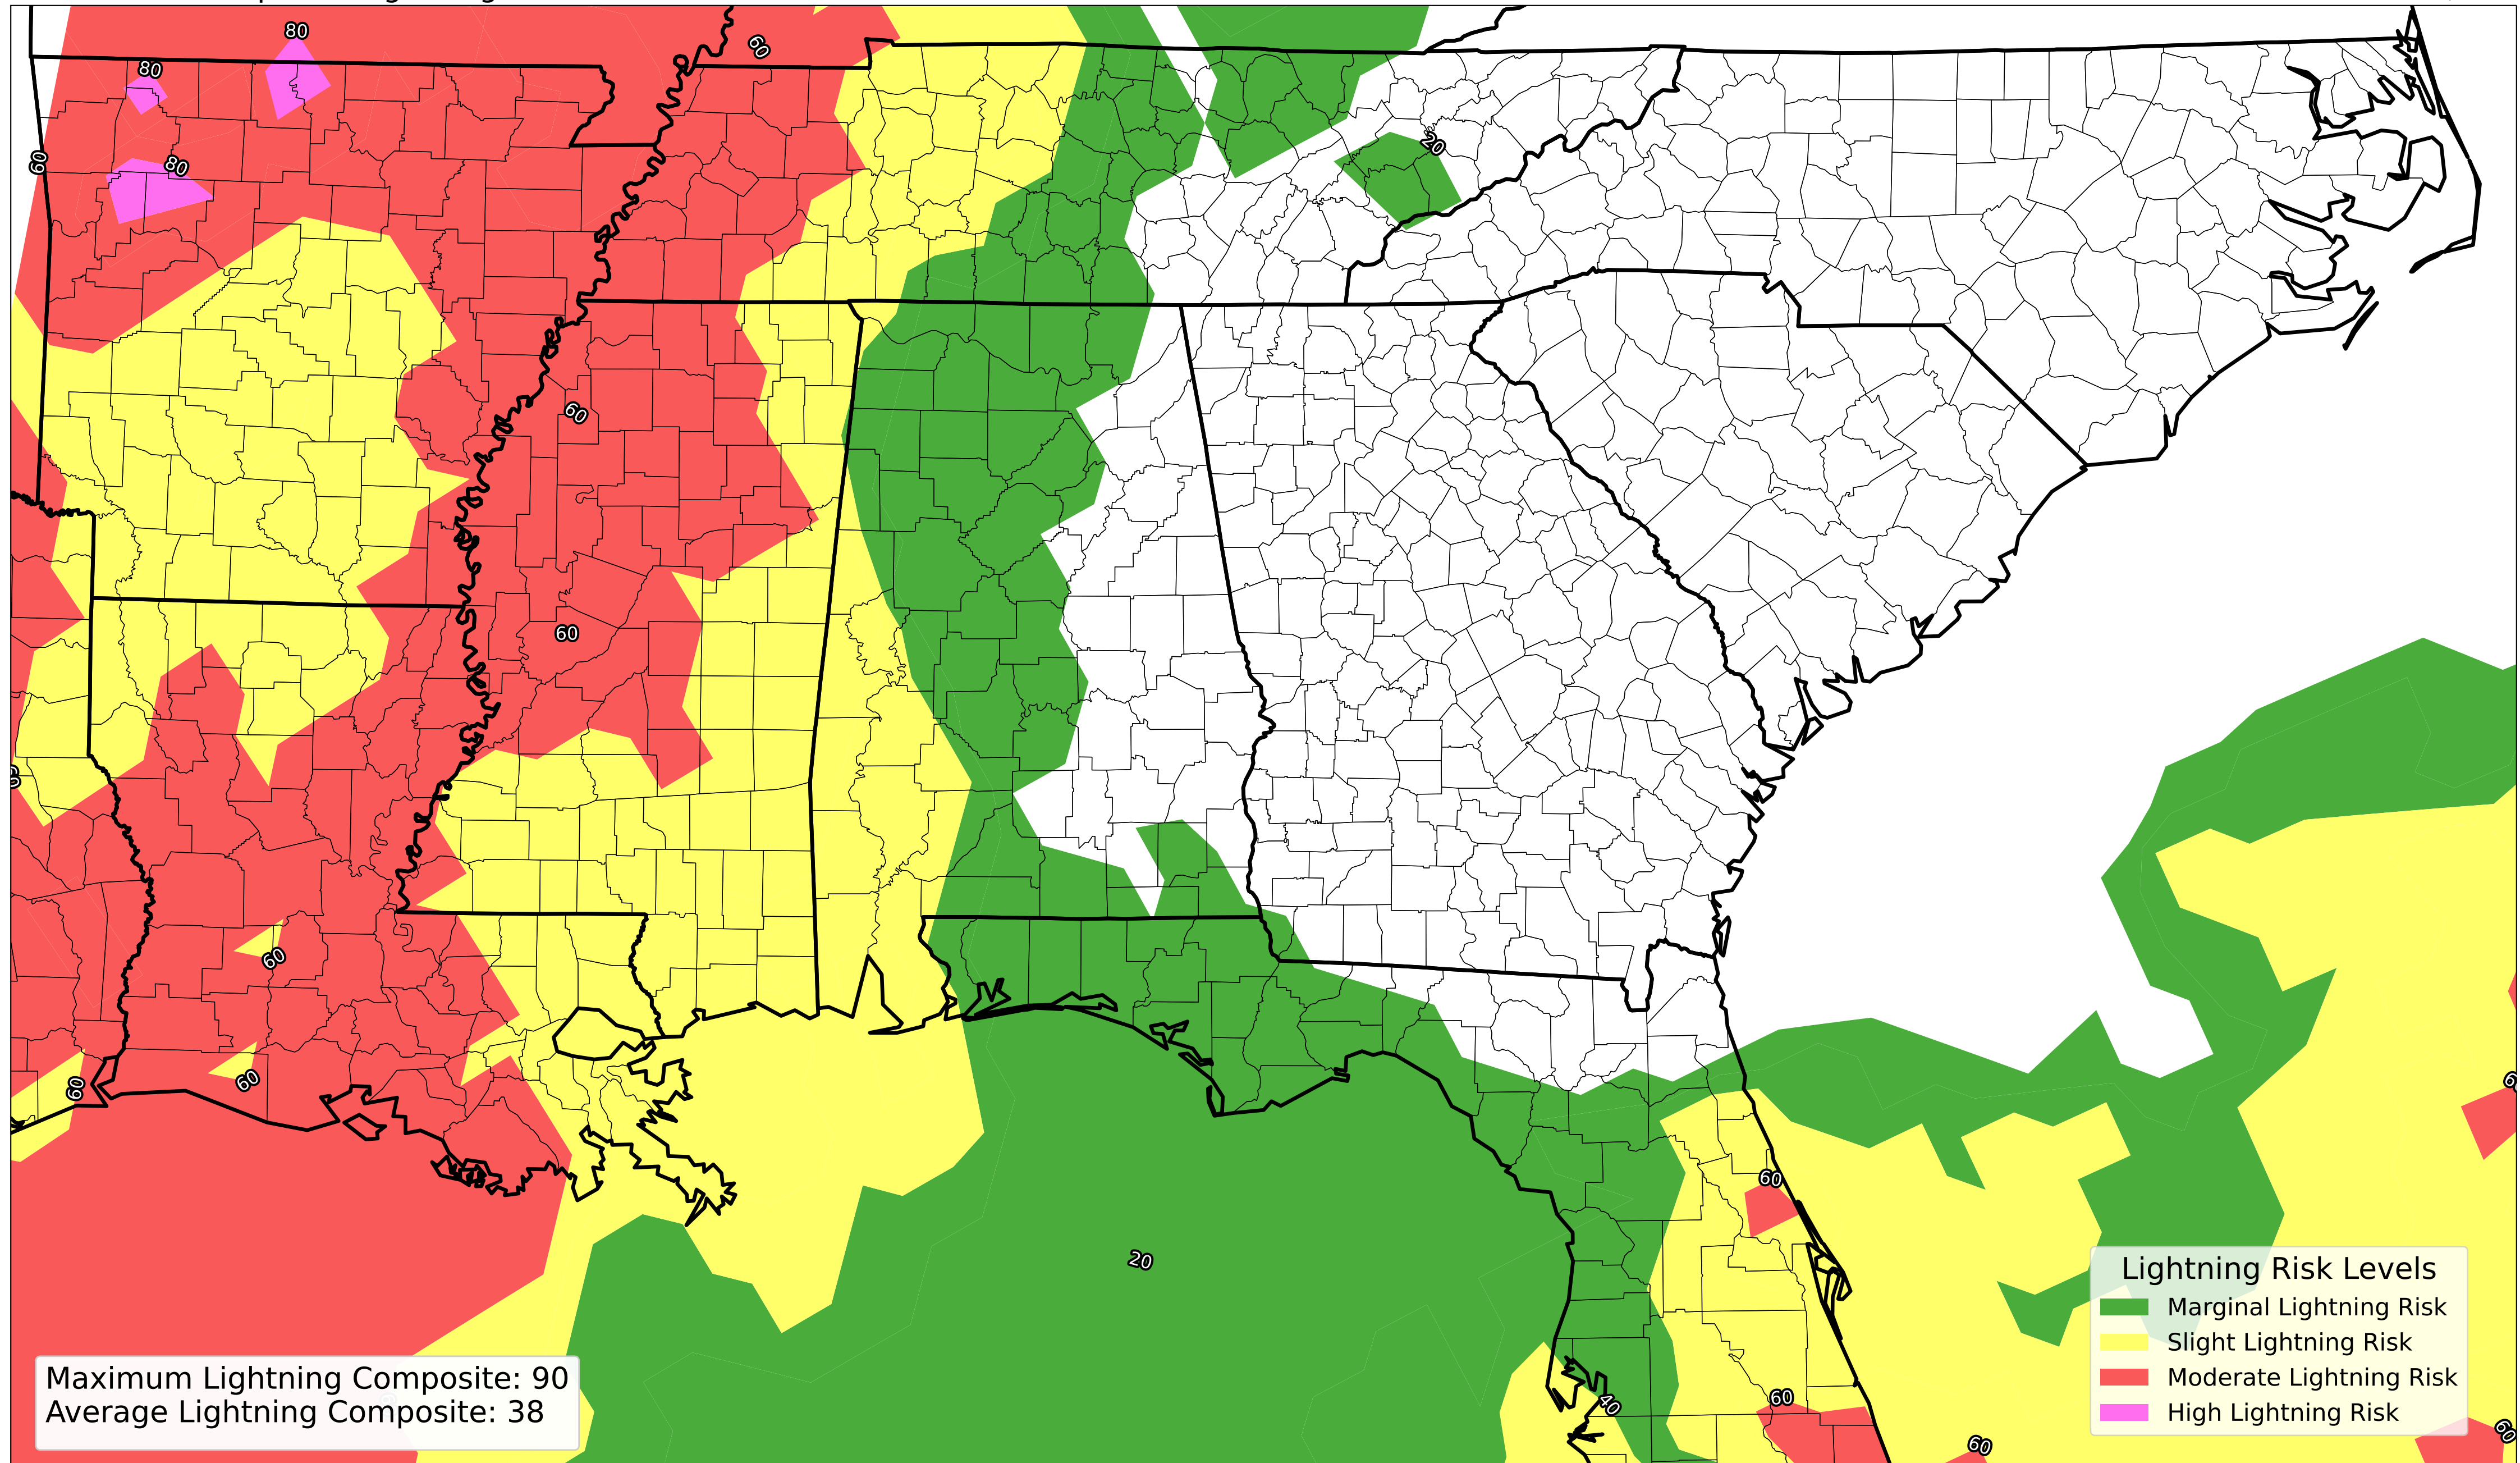 80
60
80
60
80
20
60
60
60
60
60
60
20
60
60
40
60
60
Lightning Risk Levels
Marginal Lightning Risk
Slight Lightning Risk
Moderate Lightning Risk
High Lightning Risk
Maximum Lightning Composite: 90
Average Lightning Composite: 38